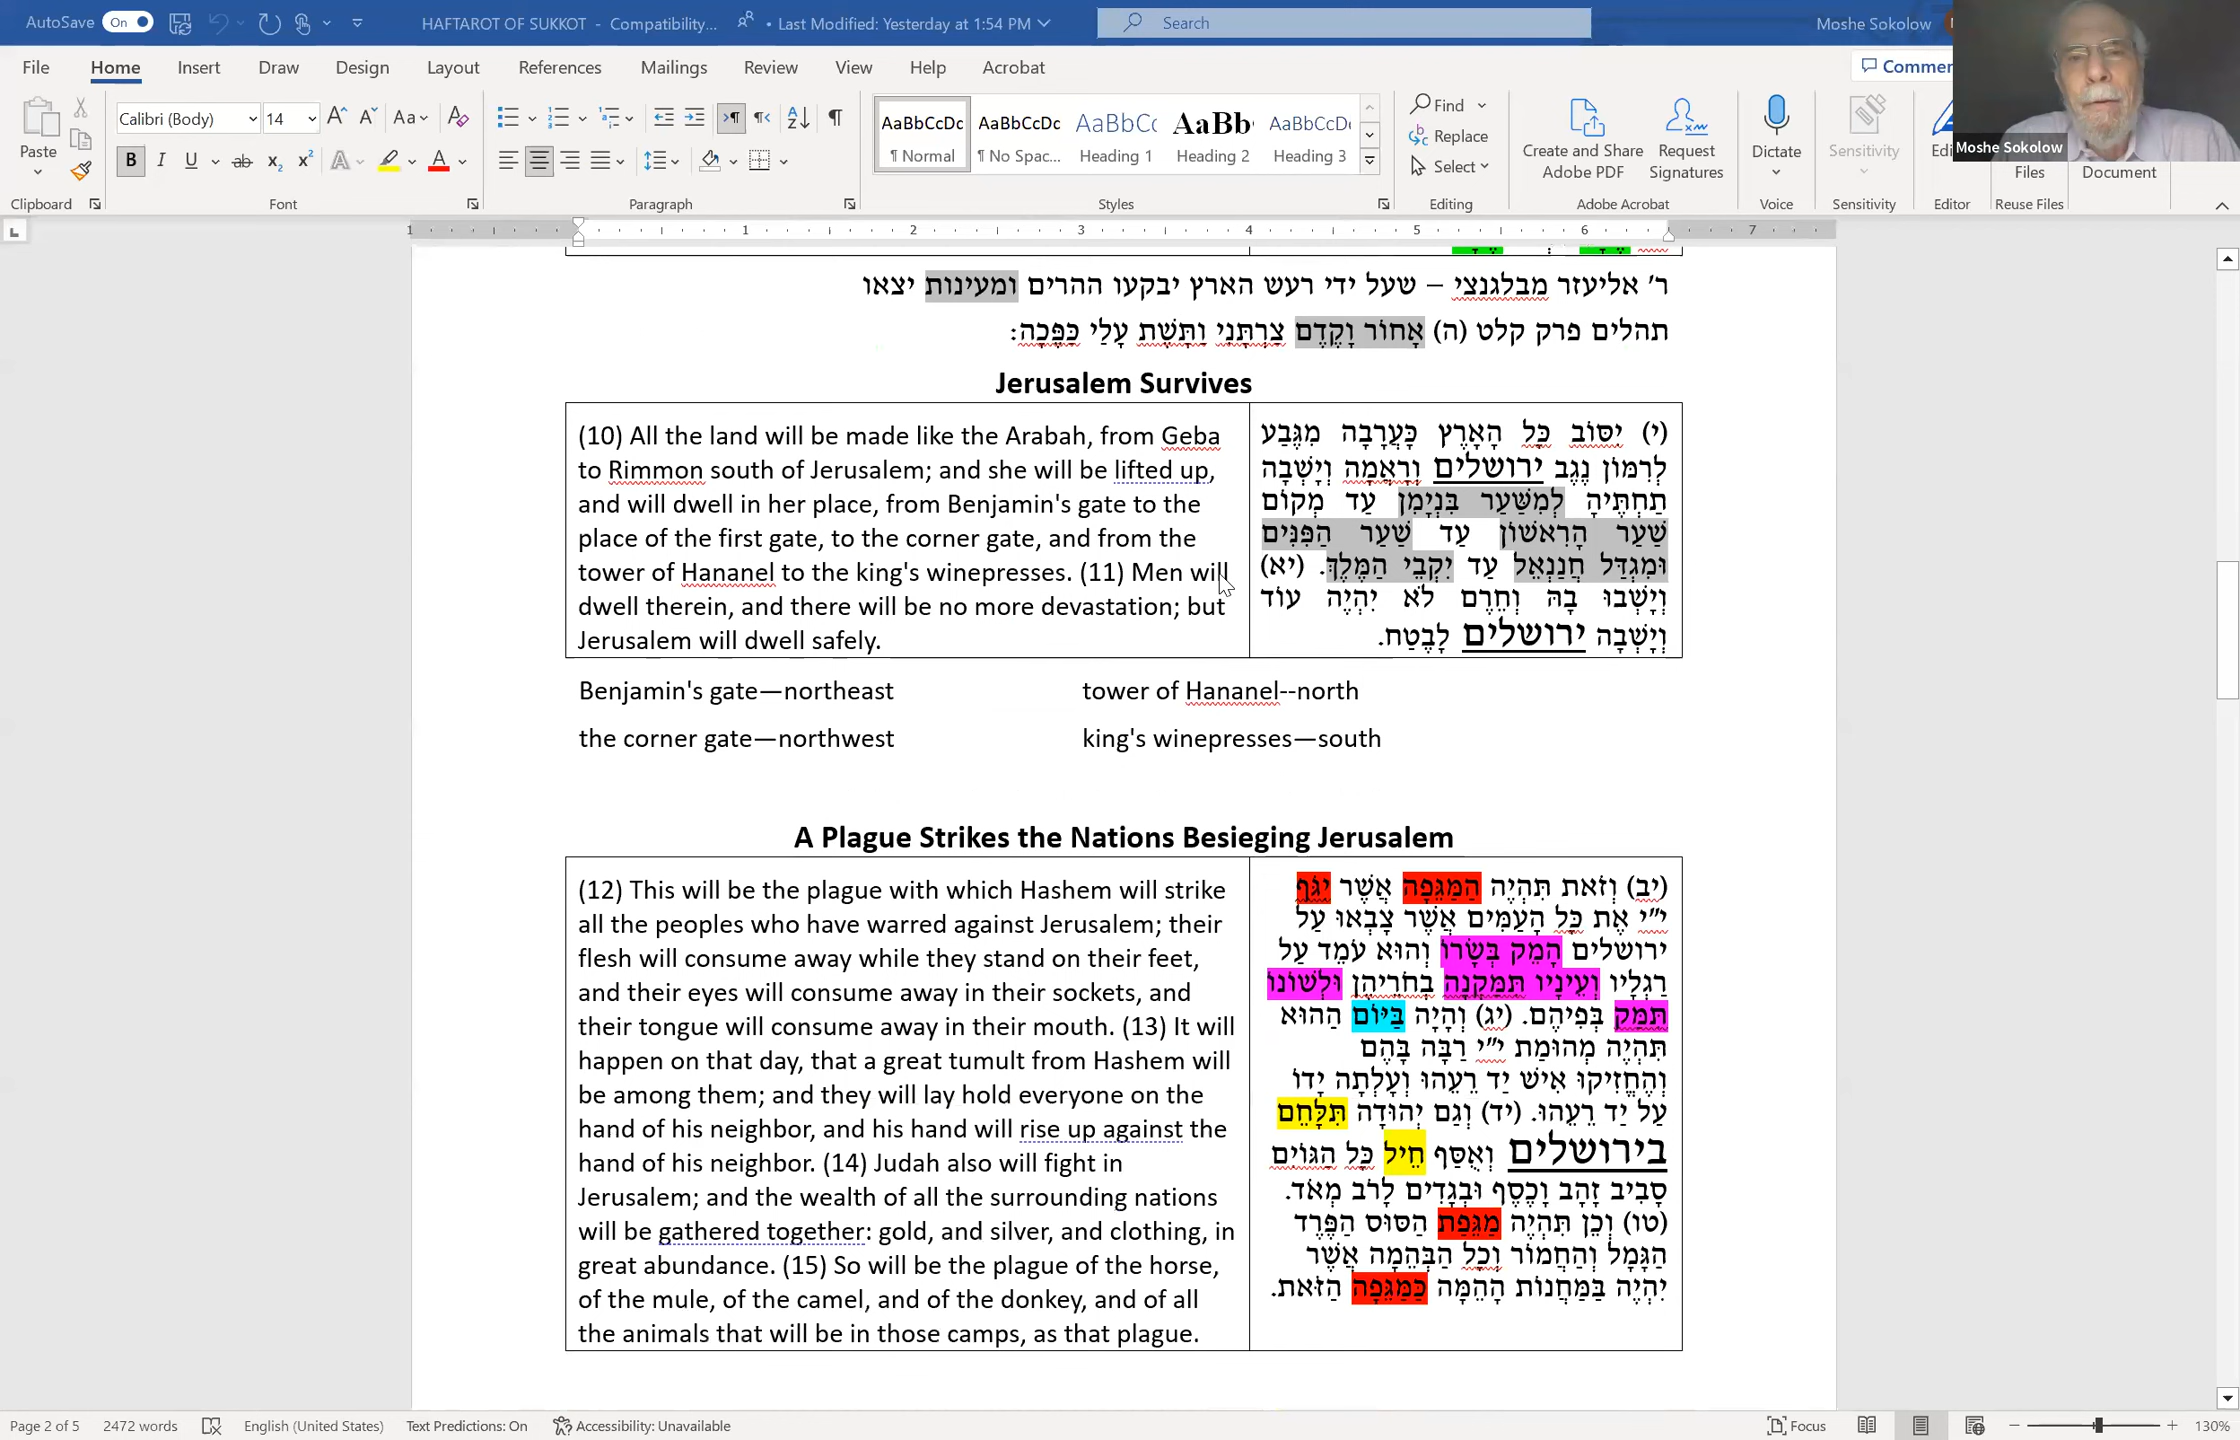 AutoSave On HAFTAROT OF SUKKOT - Compatibility... • Last Modified: Yesterday at 1:54 PM Search Moshe Sokolow
File Home Insert Draw Design Layout References Mailings Review View Help Acrobat
Moshe Sokolow
Paste
Calibri (Body) 14
AaBbCcDc AaBbCcDc AaBbCc AaBb AaBbCcDc
¶ Normal ¶ No Spac... Heading 1 Heading 2 Heading 3
Find
Replace
Select
Create and Share
Adobe PDF
Request
Signatures
Dictate
Sensitivity
Files
Document
Clipboard Font Paragraph Styles Editing Adobe Acrobat Voice Sensitivity Editor Reuse Files
1 1 2 3 4 5 6 7
ר' אליעזר מבלגנצי – שעל ידי רעש הארץ יבקעו ההרים ומעינות יצאו
תהלים פרק קלט (ה) אָחוֹר וָקֶדֶם צַרְתָּנִי וַתָּשֶׁת עָלַי כַּפֶּכָה:
Jerusalem Survives
(10) All the land will be made like the Arabah, from Geba
to Rimmon south of Jerusalem; and she will be lifted up,
and will dwell in her place, from Benjamin's gate to the
place of the first gate, to the corner gate, and from the
tower of Hananel to the king's winepresses. (11) Men will
dwell therein, and there will be no more devastation; but
Jerusalem will dwell safely.
(י) יִסּוֹב כָּל הָאָרֶץ כָּעֲרָבָה מִגֶּבַע
לְרִמּוֹן נֶגֶב ירושלים וְרָאֲמָה וְיָשְׁבָה
תַחְתֶּיהָ לְמִשַּׁעַר בִּנְיָמִן עַד מְקוֹם
שַׁעַר הָרִאשׁוֹן עַד שַׁעַר הַפִּנִּים
וּמִגְדַּל חֲנַנְאֵל עַד יִקְבֵי הַמֶּלֶךְ. (יא)
וְיָשְׁבוּ בָהּ וְחֵרֶם לֹא יִהְיֶה עוֹד
וְיָשְׁבָה ירושלים לָבֶטַח.
Benjamin's gate—northeast tower of Hananel--north
the corner gate—northwest king's winepresses—south
A Plague Strikes the Nations Besieging Jerusalem
(12) This will be the plague with which Hashem will strike
all the peoples who have warred against Jerusalem; their
flesh will consume away while they stand on their feet,
and their eyes will consume away in their sockets, and
their tongue will consume away in their mouth. (13) It will
happen on that day, that a great tumult from Hashem will
be among them; and they will lay hold everyone on the
hand of his neighbor, and his hand will rise up against the
hand of his neighbor. (14) Judah also will fight in
Jerusalem; and the wealth of all the surrounding nations
will be gathered together: gold, and silver, and clothing, in
great abundance. (15) So will be the plague of the horse,
of the mule, of the camel, and of the donkey, and of all
the animals that will be in those camps, as that plague.
(יב) וְזֹאת תִּהְיֶה הַמַּגֵּפָה אֲשֶׁר יִגֹּף
י"י אֶת כָּל הָעַמִּים אֲשֶׁר צָבְאוּ עַל
ירושלים הָמֵק בְּשָׂרוֹ וְהוּא עֹמֵד עַל
רַגְלָיו וְעֵינָיו תִּמַּקְנָה בְחֹרֵיהֶן וּלְשׁוֹנוֹ
תִּמַּק בְּפִיהֶם. (יג) וְהָיָה בַּיּוֹם הַהוּא
תִּהְיֶה מְהוּמַת י"י רַבָּה בָּהֶם
וְהֶחֱזִיקוּ אִישׁ יַד רֵעֵהוּ וְעָלְתָה יָדוֹ
עַל יַד רֵעֵהוּ. (יד) וְגַם יְהוּדָה תִּלָּחֵם
בירושלים וְאֻסַּף חֵיל כָּל הַגּוֹיִם
סָבִיב זָהָב וָכֶסֶף וּבְגָדִים לָרֹב מְאֹד.
(טו) וְכֵן תִּהְיֶה מַגֵּפַת הַסּוּס הַפֶּרֶד
הַגָּמָל וְהַחֲמוֹר וְכָל הַבְּהֵמָה אֲשֶׁר
יִהְיֶה בַּמַּחֲנוֹת הָהֵמָּה כַּמַּגֵּפָה הַזֹּאת.
Page 2 of 5 2472 words English (United States) Text Predictions: On Accessibility: Unavailable Focus 130%